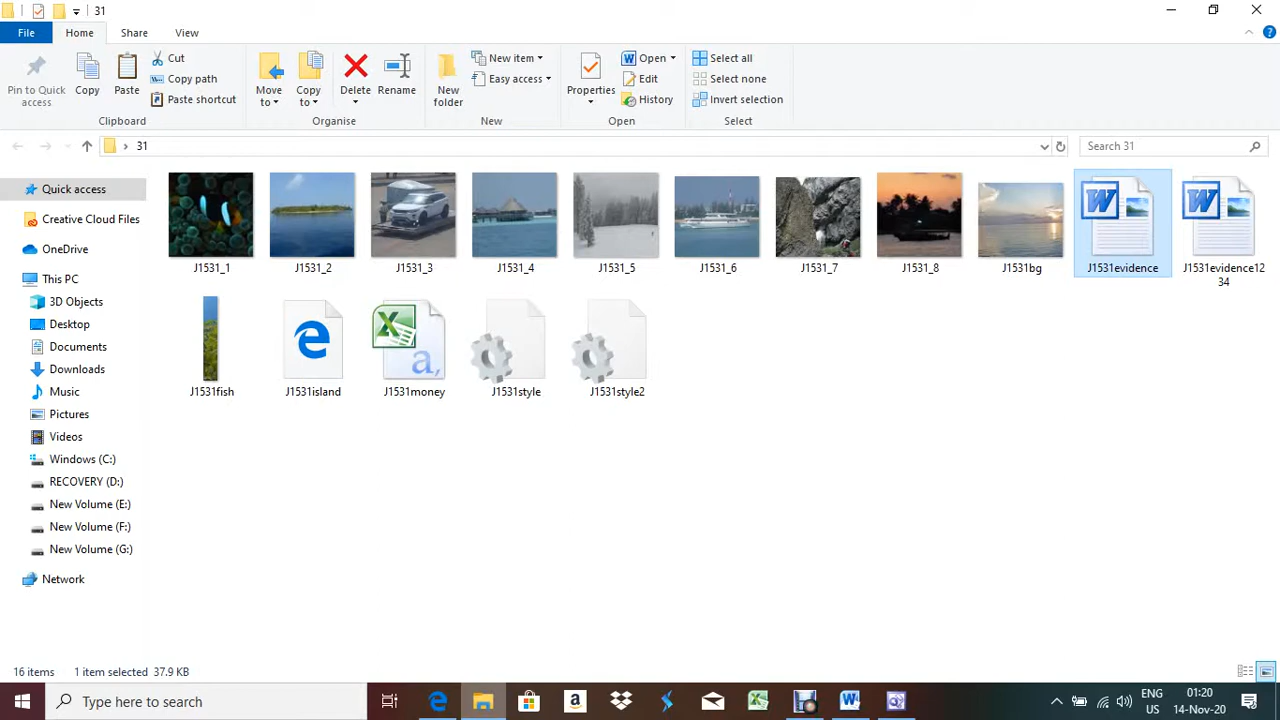 31
File Home Share View
Pin to Quick access
Copy
Paste
Cut
Copy path
Paste shortcut
Clipboard
Move to
Copy to
Delete
Rename
Organise
New folder
New item
Easy access
New
Properties
Open
Edit
History
Open
Select all
Select none
Invert selection
Select
31
Search 31
Quick access
Creative Cloud Files
OneDrive
This PC
3D Objects
Desktop
Documents
Downloads
Music
Pictures
Videos
Windows (C:)
RECOVERY (D:)
New Volume (E:)
New Volume (F:)
New Volume (G:)
Network
J1531_1 J1531_2 J1531_3 J1531_4 J1531_5 J1531_6 J1531_7 J1531_8 J1531bg J1531evidence J1531evidence12
34
J1531fish J1531island J1531money J1531style J1531style2
16 items 1 item selected 37.9 KB
Type here to search
ENG
US
01:20
14-Nov-20